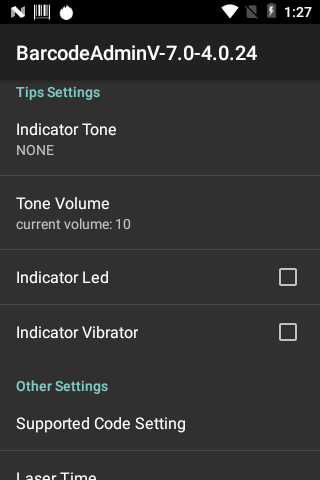 1:27
BarcodeAdminV-7.0-4.0.24
Tips Settings
Indicator Tone
NONE
Tone Volume
current volume: 10
Indicator Led
Indicator Vibrator
Other Settings
Supported Code Setting
Laser Time